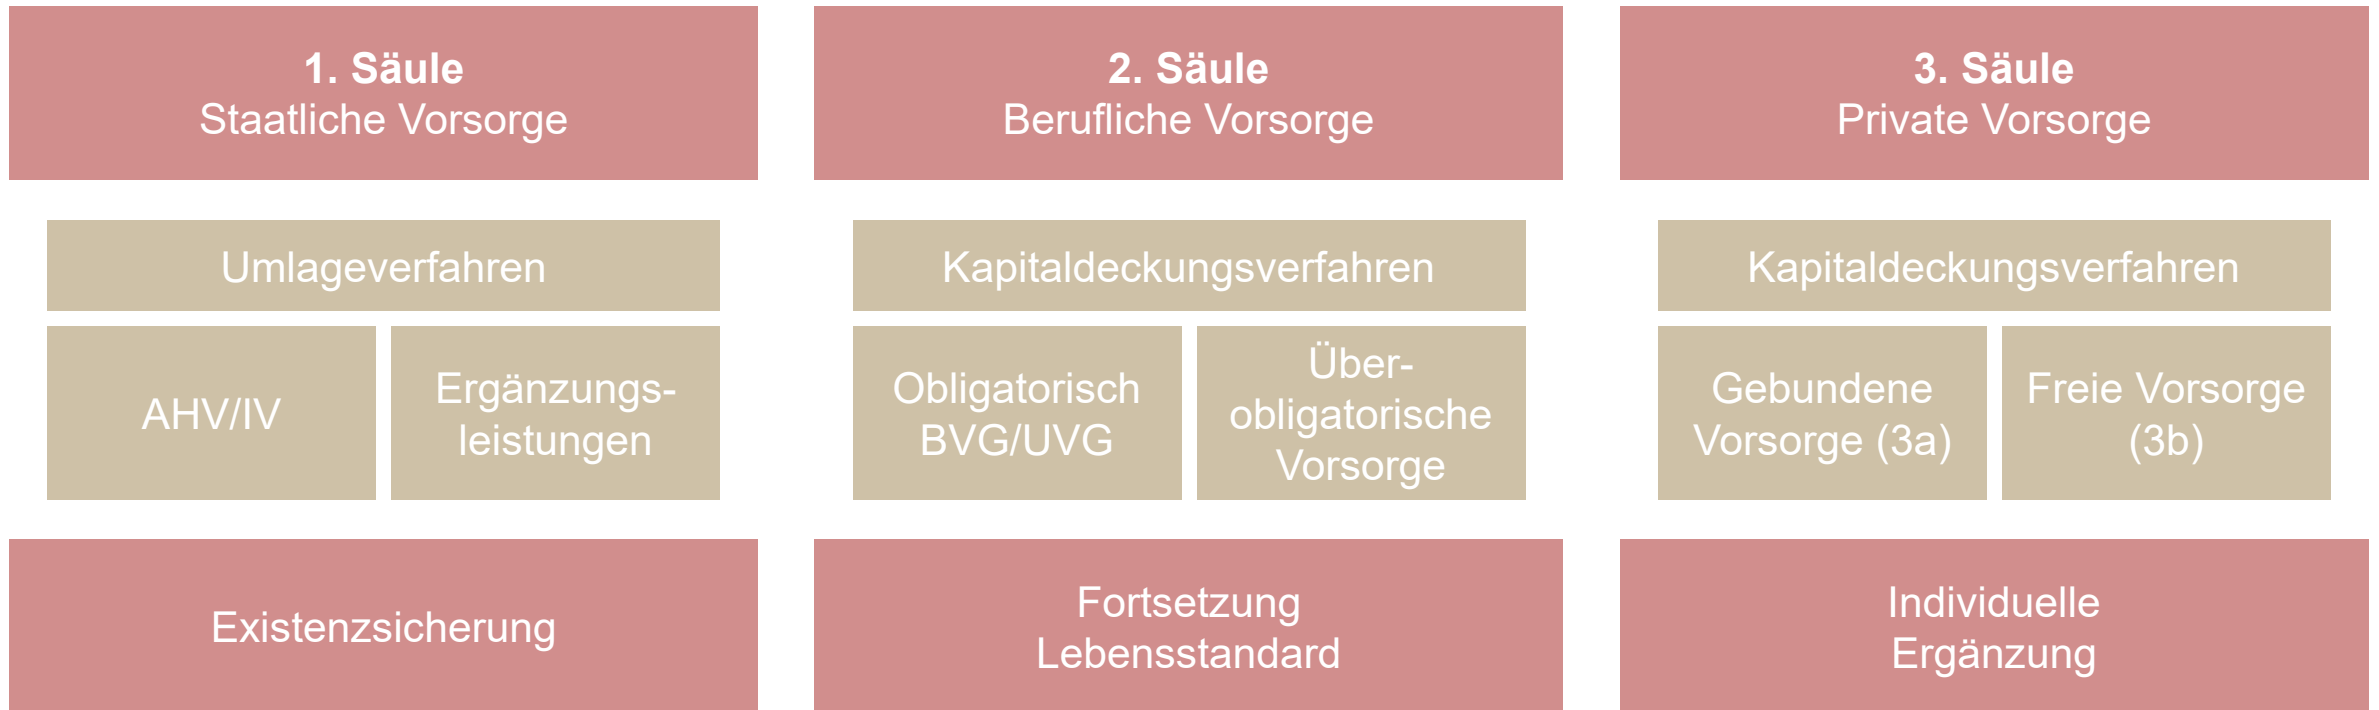 1. Säule
Staatliche Vorsorge
2. Säule
Berufliche Vorsorge
3. Säule
Private Vorsorge
Umlageverfahren
Kapitaldeckungsverfahren
Kapitaldeckungsverfahren
AHV/IV
Ergänzungs-
leistungen
Obligatorisch
BVG/UVG
Über-
obligatorische
Vorsorge
Gebundene
Vorsorge (3a)
Freie Vorsorge
(3b)
Existenzsicherung
Fortsetzung
Lebensstandard
Individuelle
Ergänzung